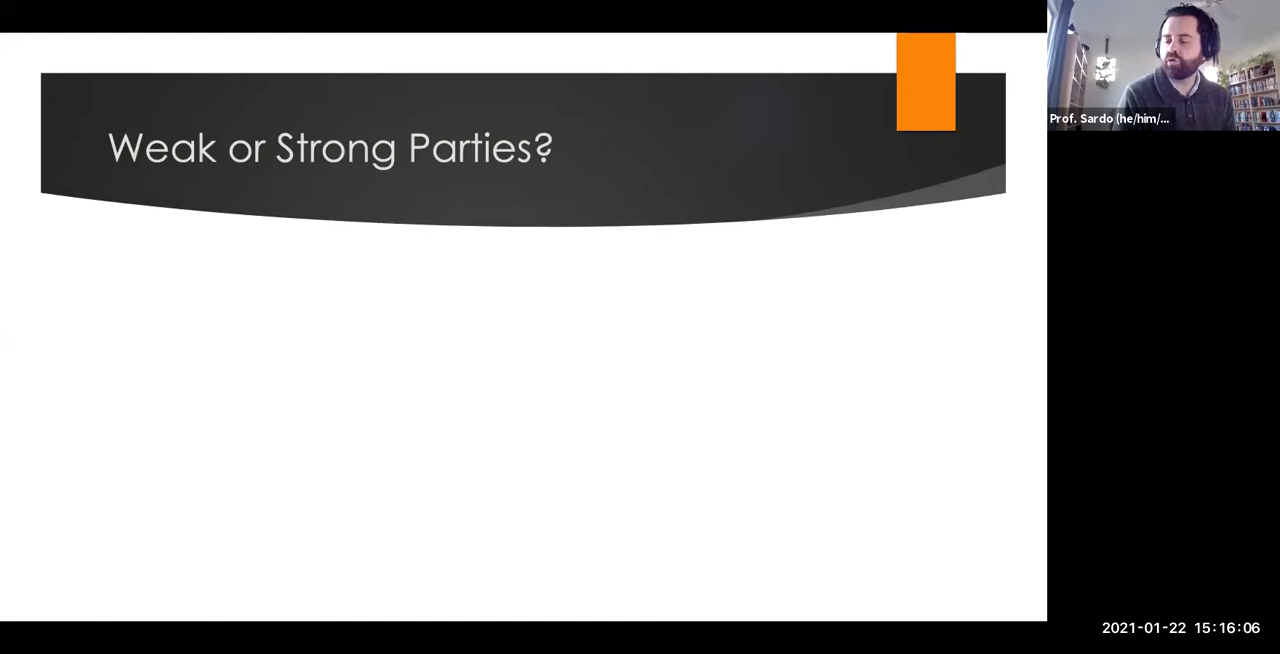 Weak or Strong Parties?
Prof. Sardo (he/him/...
2021-01-22 15:16:06